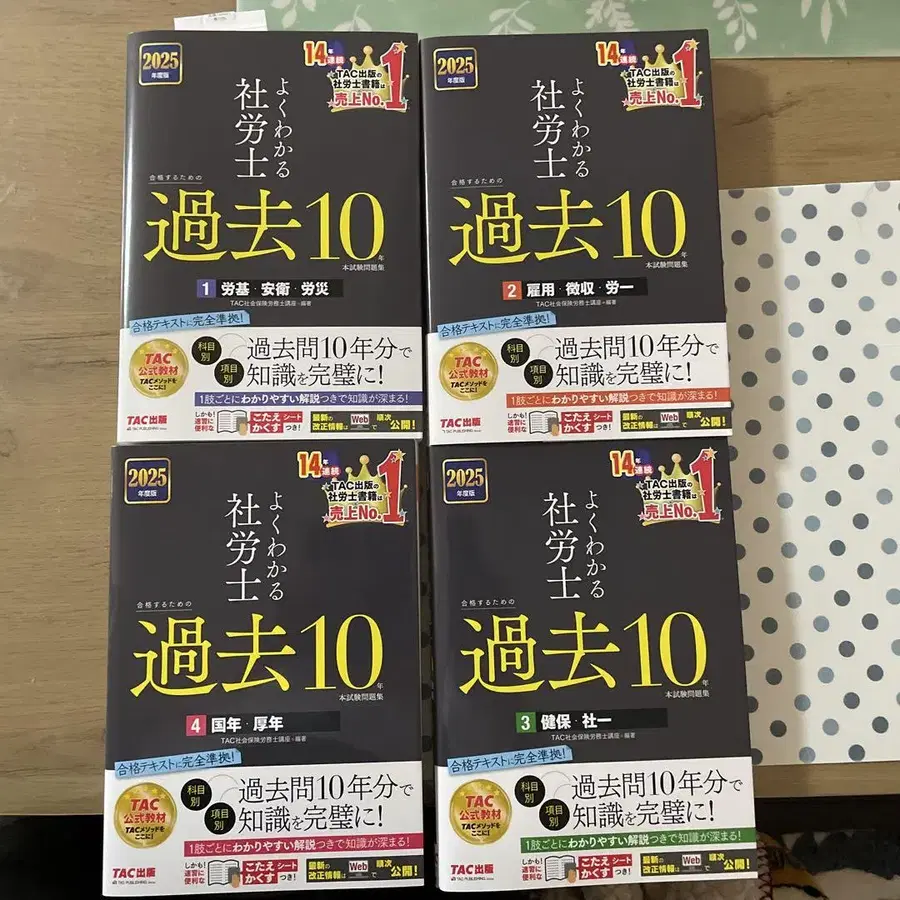 2025
年度版
14年連続
TAC出版の
社労士書籍は
売上No.1
よくわかる
社労士
合格するための
過去10年
本試験問題集
1 労基・安衛・労災
TAC社会保険労務士講座・編著
合格テキストに完全準拠!
TAC
公式教材
TACメソッドを
ここに!
科目別
項目別
過去問10年分で
知識を完璧に!
1肢ごとにわかりやすい解説つきで知識が深まる!
TAC出版
TAC PUBLISHING
しかも!
速習に
便利な
こたえかくすシートつき!
最新の
改正情報は
Webで
順次
公開!
2025
年度版
14年連続
TAC出版の
社労士書籍は
売上No.1
よくわかる
社労士
合格するための
過去10年
本試験問題集
2 雇用・徴収・労一
TAC社会保険労務士講座・編著
合格テキストに完全準拠!
TAC
公式教材
TACメソッドを
ここに!
科目別
項目別
過去問10年分で
知識を完璧に!
1肢ごとにわかりやすい解説つきで知識が深まる!
TAC出版
TAC PUBLISHING
しかも!
速習に
便利な
こたえかくすシートつき!
最新の
改正情報は
Webで
順次
公開!
2025
年度版
14年連続
TAC出版の
社労士書籍は
売上No.1
よくわかる
社労士
合格するための
過去10年
本試験問題集
4 国年・厚年
TAC社会保険労務士講座・編著
合格テキストに完全準拠!
TAC
公式教材
TACメソッドを
ここに!
科目別
項目別
過去問10年分で
知識を完璧に!
1肢ごとにわかりやすい解説つきで知識が深まる!
TAC出版
TAC PUBLISHING
しかも!
速習に
便利な
こたえかくすシートつき!
最新の
改正情報は
Webで
順次
公開!
2025
年度版
14年連続
TAC出版の
社労士書籍は
売上No.1
よくわかる
社労士
合格するための
過去10年
本試験問題集
3 健保・社一
TAC社会保険労務士講座・編著
合格テキストに完全準拠!
TAC
公式教材
TACメソッドを
ここに!
科目別
項目別
過去問10年分で
知識を完璧に!
1肢ごとにわかりやすい解説つきで知識が深まる!
TAC出版
TAC PUBLISHING
しかも!
速習に
便利な
こたえかくすシートつき!
最新の
改正情報は
Webで
順次
公開!